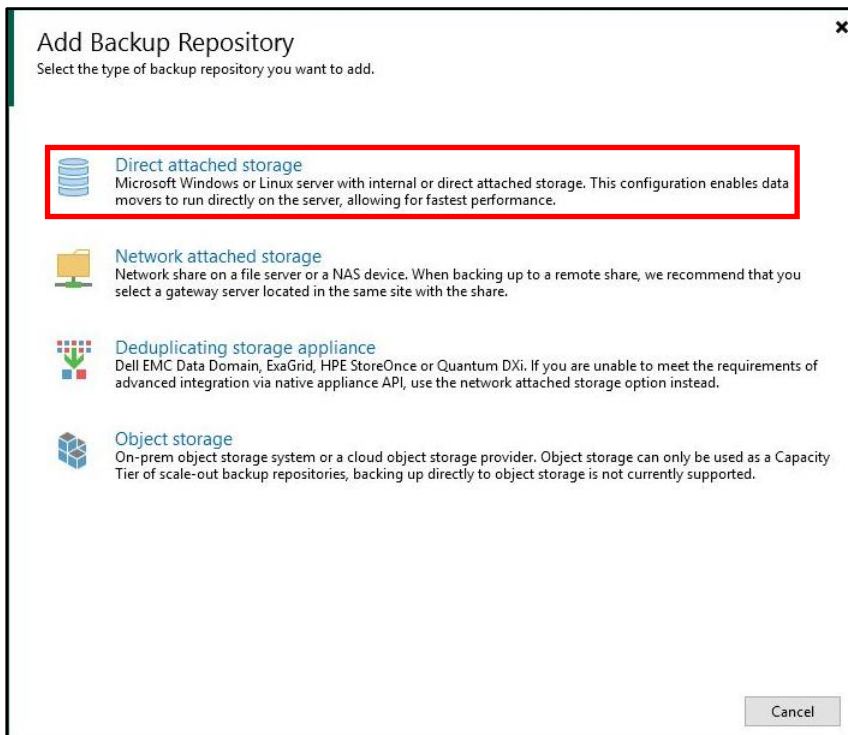 Add Backup Repository
Select the type of backup repository you want to add.
Direct attached storage
Microsoft Windows or Linux server with internal or direct attached storage. This configuration enables data
movers to run directly on the server, allowing for fastest performance.
Network attached storage
Network share on a file server or a NAS device. When backing up to a remote share, we recommend that you
select a gateway server located in the same site with the share.
Deduplicating storage appliance
Dell EMC Data Domain, ExaGrid, HPE StoreOnce or Quantum DXi. If you are unable to meet the requirements of
advanced integration via native appliance API, use the network attached storage option instead.
Object storage
On-prem object storage system or a cloud object storage provider. Object storage can only be used as a Capacity
Tier of scale-out backup repositories, backing up directly to object storage is not currently supported.
Cancel